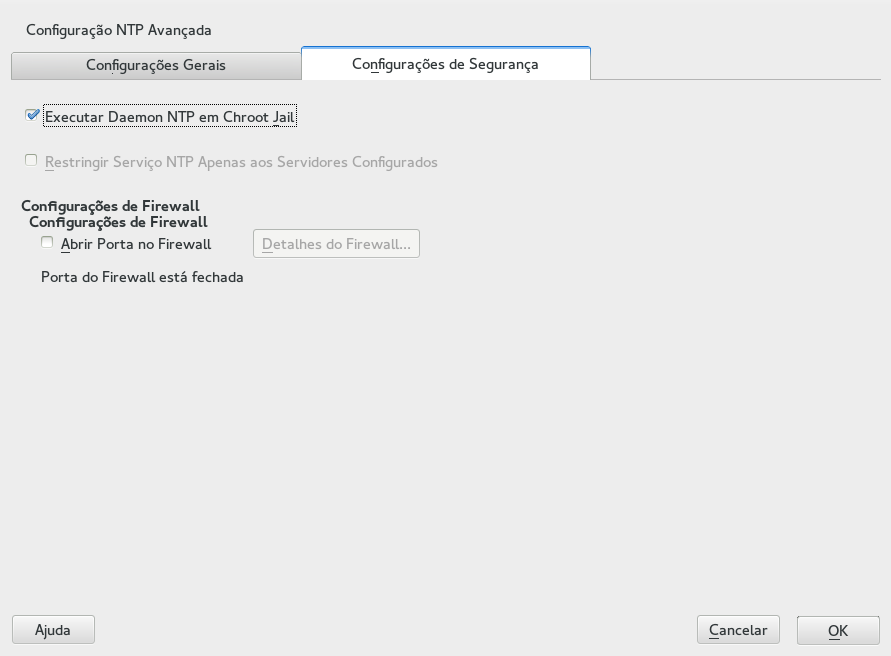 Configuração NTP Avançada
Configurações Gerais
Configurações de Segurança
Executar Daemon NTP em Chroot Jail
Restringir Serviço NTP Apenas aos Servidores Configurados
Configurações de Firewall
Configurações de Firewall
Abrir Porta no Firewall
Detalhes do Firewall...
Porta do Firewall está fechada
Ajuda
Cancelar
OK